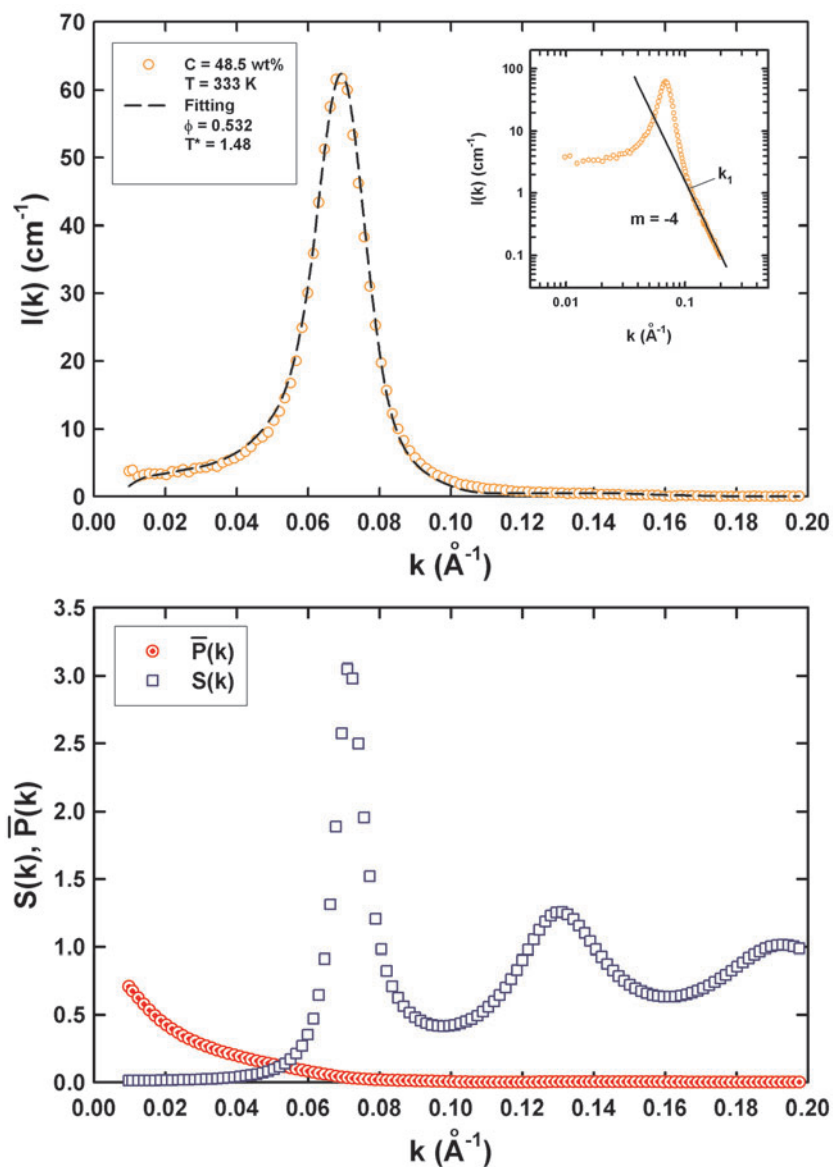 70
60
50
40
30
20
10
0
I(k) (cm⁻¹)
C = 48.5 wt%
T = 333 K
Fitting
ϕ = 0.532
T* = 1.48
100
10
1
0.1
I(k) (cm⁻¹)
k₁
m = -4
0.01 0.1
k (Å⁻¹)
0.00 0.02 0.04 0.06 0.08 0.10 0.12 0.14 0.16 0.18 0.20
k (Å⁻¹)
3.5
3.0
2.5
2.0
1.5
1.0
0.5
0.0
S(k), P̅(k)
P̅(k)
S(k)
0.00 0.02 0.04 0.06 0.08 0.10 0.12 0.14 0.16 0.18 0.20
k (Å⁻¹)